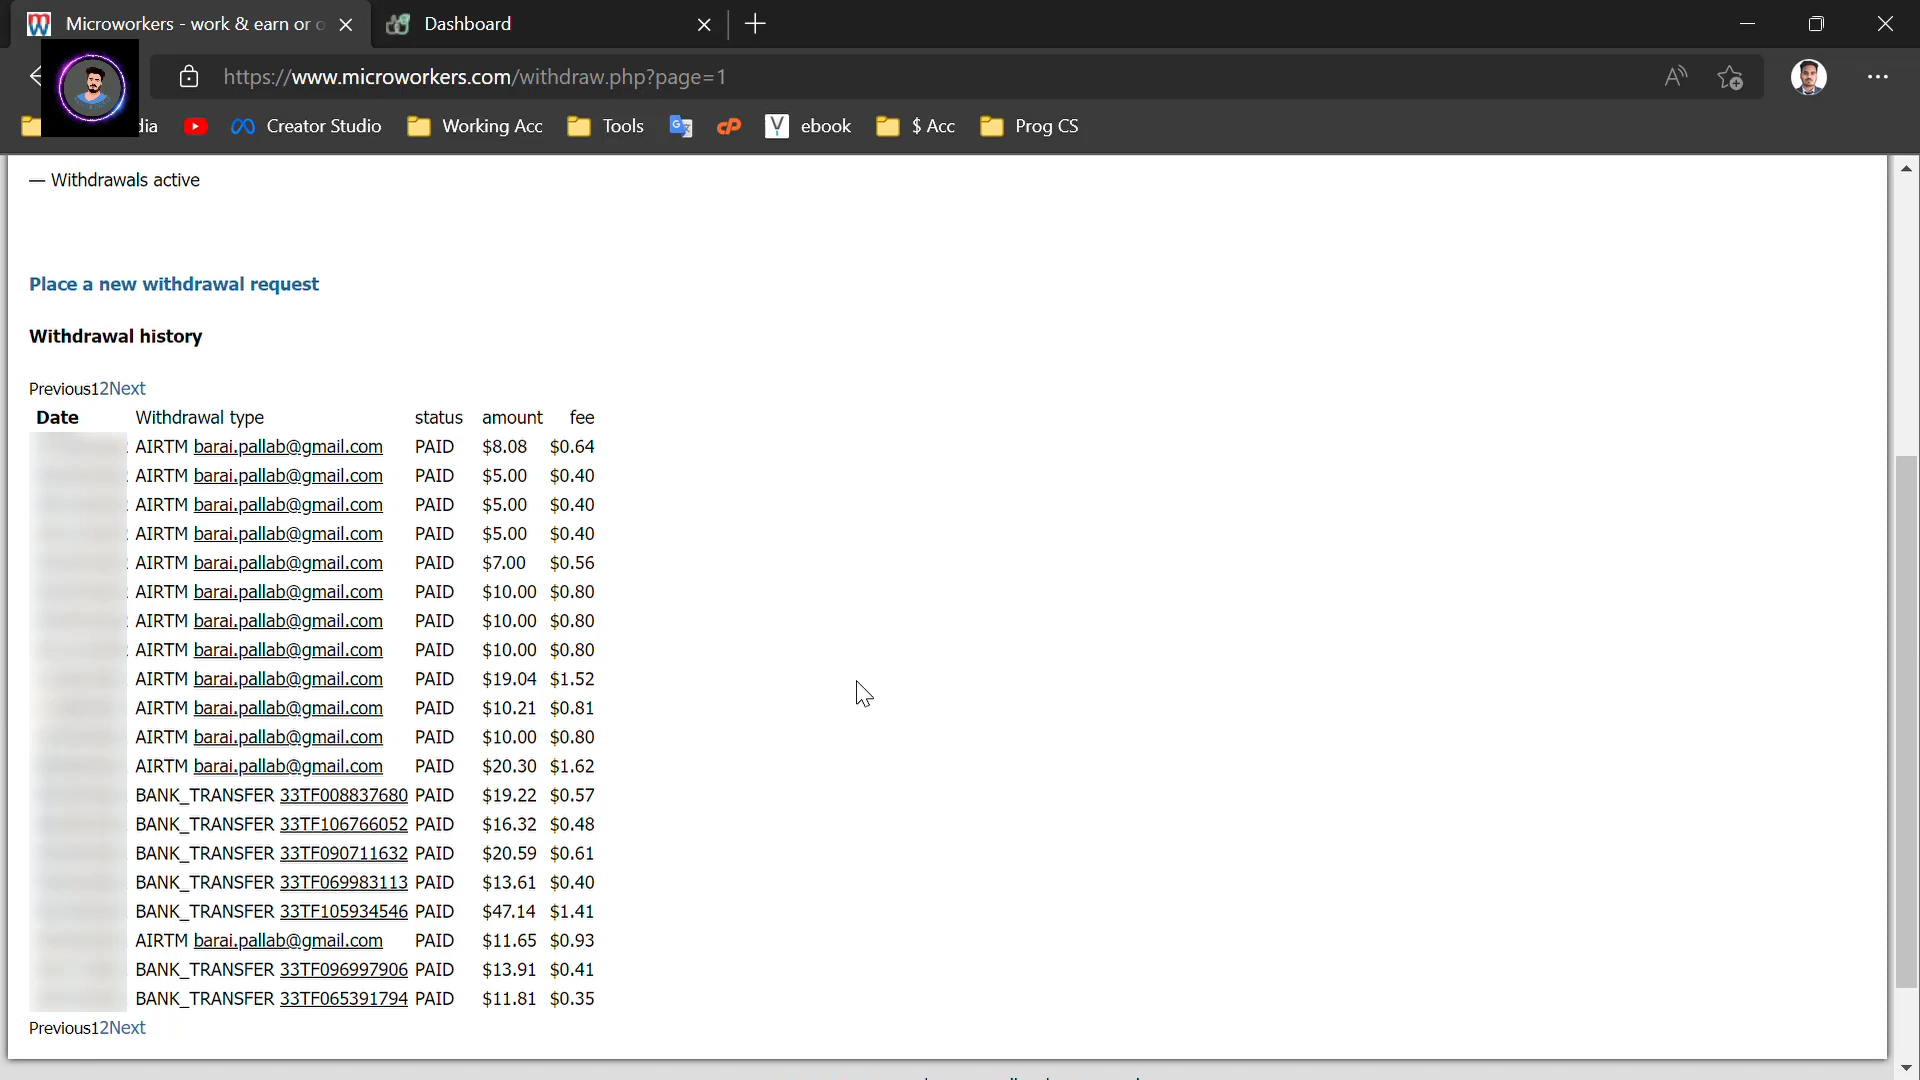 Microworkers - work & earn or o
Dashboard
https://www.microworkers.com/withdraw.php?page=1
dia Creator Studio Working Acc Tools ebook $ Acc Prog CS
— Withdrawals active
Place a new withdrawal request
Withdrawal history
Previous12Next
Date Withdrawal type status amount fee
AIRTM barai.pallab@gmail.com PAID $8.08 $0.64
AIRTM barai.pallab@gmail.com PAID $5.00 $0.40
AIRTM barai.pallab@gmail.com PAID $5.00 $0.40
AIRTM barai.pallab@gmail.com PAID $5.00 $0.40
AIRTM barai.pallab@gmail.com PAID $7.00 $0.56
AIRTM barai.pallab@gmail.com PAID $10.00 $0.80
AIRTM barai.pallab@gmail.com PAID $10.00 $0.80
AIRTM barai.pallab@gmail.com PAID $10.00 $0.80
AIRTM barai.pallab@gmail.com PAID $19.04 $1.52
AIRTM barai.pallab@gmail.com PAID $10.21 $0.81
AIRTM barai.pallab@gmail.com PAID $10.00 $0.80
AIRTM barai.pallab@gmail.com PAID $20.30 $1.62
BANK_TRANSFER 33TF008837680 PAID $19.22 $0.57
BANK_TRANSFER 33TF106766052 PAID $16.32 $0.48
BANK_TRANSFER 33TF090711632 PAID $20.59 $0.61
BANK_TRANSFER 33TF069983113 PAID $13.61 $0.40
BANK_TRANSFER 33TF105934546 PAID $47.14 $1.41
AIRTM barai.pallab@gmail.com PAID $11.65 $0.93
BANK_TRANSFER 33TF096997906 PAID $13.91 $0.41
BANK_TRANSFER 33TF065391794 PAID $11.81 $0.35
Previous12Next